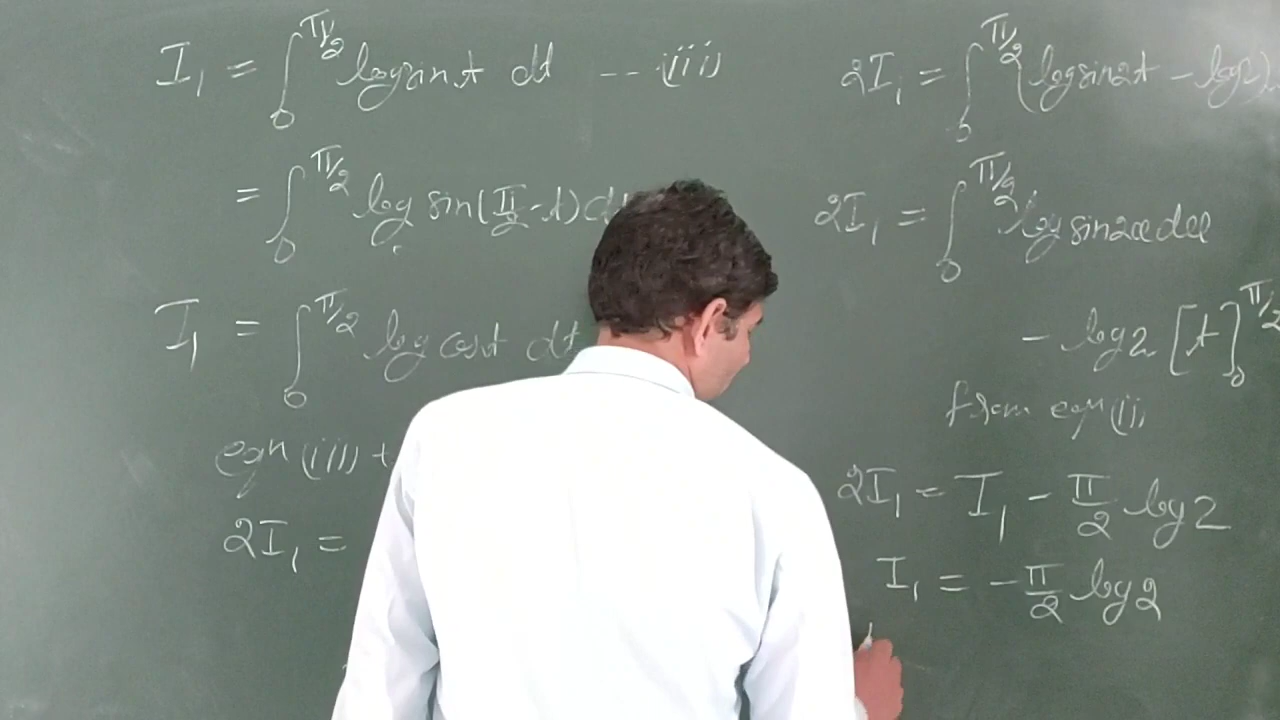 I₁ = ∫₀^{π/2} log sin t dt --- (iii)
= ∫₀^{π/2} log sin(π/2 - t) d
I₁ = ∫₀^{π/2} log cos t dt
eqⁿ (iii) +
2I₁ =
2I₁ = ∫₀^{π/2} (log sin 2t - log 2)
2I₁ = ∫₀^{π/2} log sin 2x dx
- log 2 [t]₀^{π/2}
from eqⁿ (ii)
2I₁ = I₁ - π/2 log 2
I₁ = -π/2 log 2